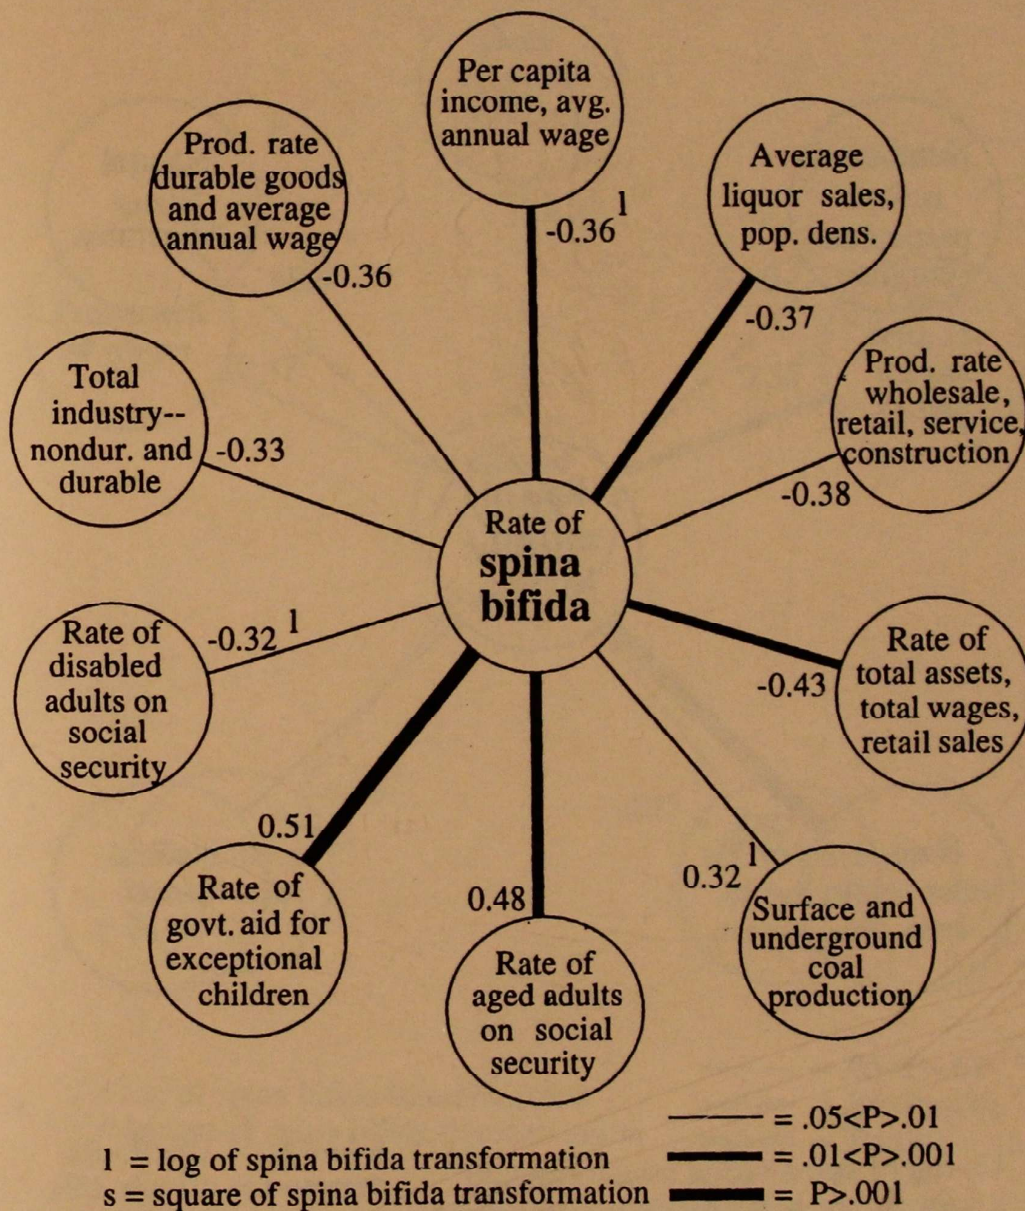 Per capita
income, avg.
annual wage
-0.36 l
Prod. rate
durable goods
and average
annual wage
-0.36
Average
liquor sales,
pop. dens.
-0.37
Total
industry--
nondur. and
durable
-0.33
Prod. rate
wholesale,
retail, service,
construction
-0.38
Rate of
spina
bifida
Rate of
disabled
adults on
social
security
-0.32 l
Rate of
total assets,
total wages,
retail sales
-0.43
Rate of
govt. aid for
exceptional
children
0.51
Rate of
aged adults
on social
security
0.48
Surface and
underground
coal
production
0.32 l
= .05<P>.01
l = log of spina bifida transformation = .01<P>.001
s = square of spina bifida transformation = P>.001